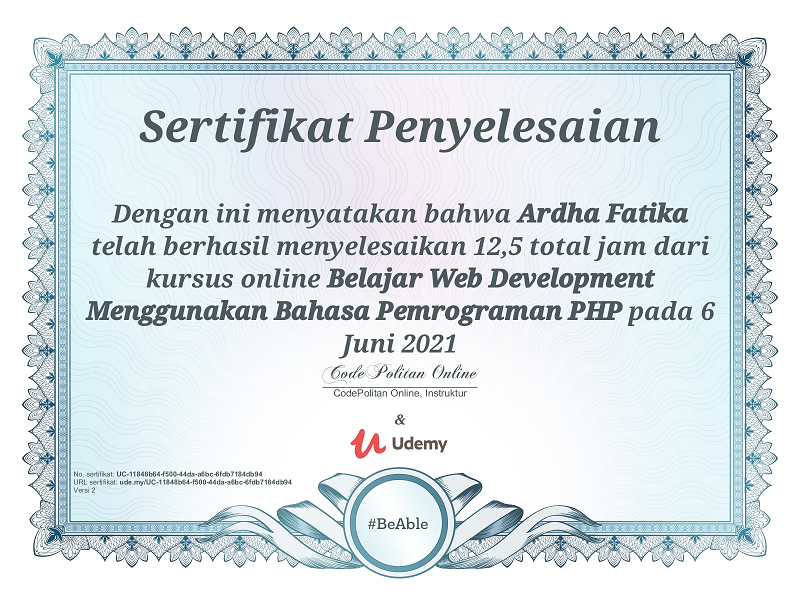 Sertifikat Penyelesaian
Dengan ini menyatakan bahwa Ardha Fatika
telah berhasil menyelesaikan 12,5 total jam dari
kursus online Belajar Web Development
Menggunakan Bahasa Pemrograman PHP pada 6
Juni 2021
CodePolitan Online
CodePolitan Online, Instruktur
&
Udemy
No. sertifikat: UC-11848b64-f500-44da-a6bc-6fdb7184db94
URL sertifikat: ude.my/UC-11848b64-f500-44da-a6bc-6fdb7184db94
Versi 2
#BeAble